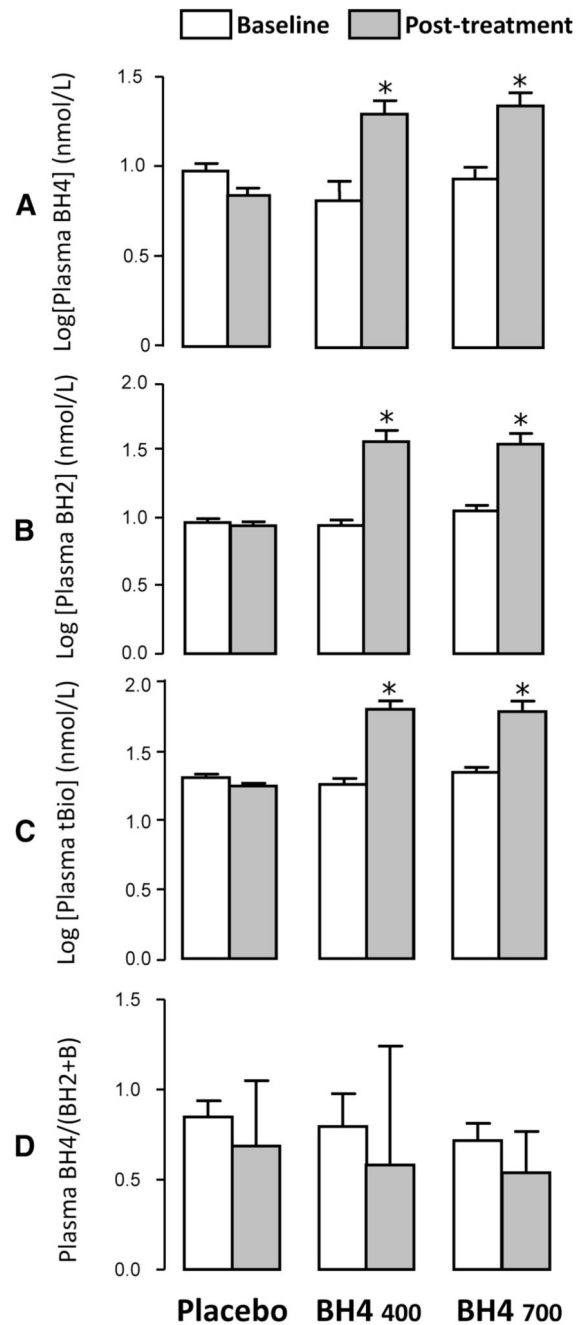 Baseline Post-treatment
A
Log[Plasma BH4] (nmol/L)
1.5
1.0
0.5
0
* *
B
Log [Plasma BH2] (nmol/L)
2.0
1.5
1.0
0.5
0.0
* *
C
Log [Plasma tBio] (nmol/L)
2.0
1.5
1.0
0.5
0.0
* *
D
Plasma BH4/(BH2+B)
1.5
1.0
0.5
0.0
Placebo BH4 400 BH4 700